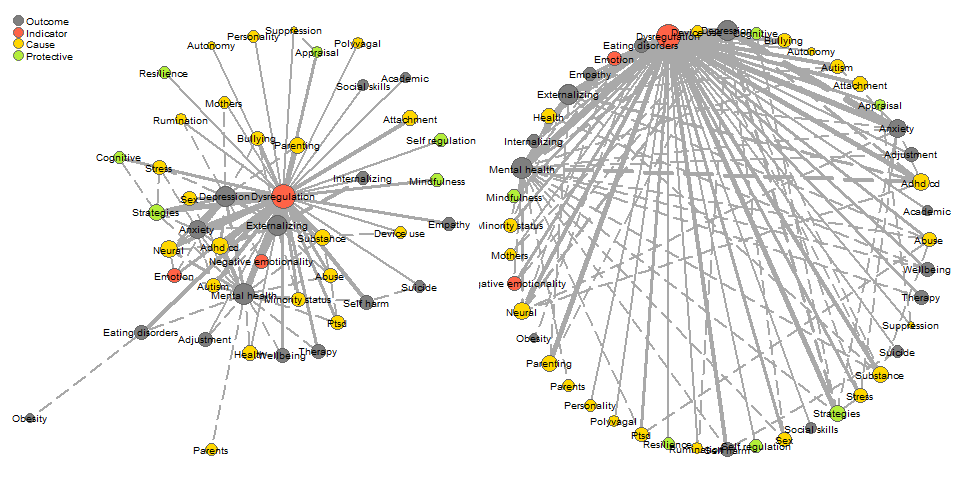 Outcome
Indicator
Cause
Protective
Suppression
Personality
Polyvagal
Autonomy
Appraisal
Resilience
Academic
Social skills
Mothers
Rumination
Attachment
Bullying
Parenting
Self regulation
Cognitive
Stress
Internalizing
Mindfulness
Sex
Depression
Dysregulation
Strategies
Anxiety
Externalizing
Empathy
Substance
Device use
Neural
Adhd cd
Negative emotionality
Emotion
Abuse
Autism
Mental health
Minority status
Self harm
Suicide
Ptsd
Eating disorders
Adjustment
Health
Wellbeing
Therapy
Obesity
Parents
Dysregulation
Device use
Depression
Cognitive
Bullying
Eating disorders
Autonomy
Emotion
Autism
Empathy
Attachment
Externalizing
Appraisal
Health
Anxiety
Internalizing
Adjustment
Mental health
Adhd cd
Mindfulness
Academic
Minority status
Abuse
Mothers
Wellbeing
ative emotionality
Therapy
Neural
Suppression
Obesity
Suicide
Parenting
Substance
Parents
Stress
Personality
Strategies
Polyvagal
Social skills
Ptsd
Sex
Resilience
Rumination
Self harm
Self regulation